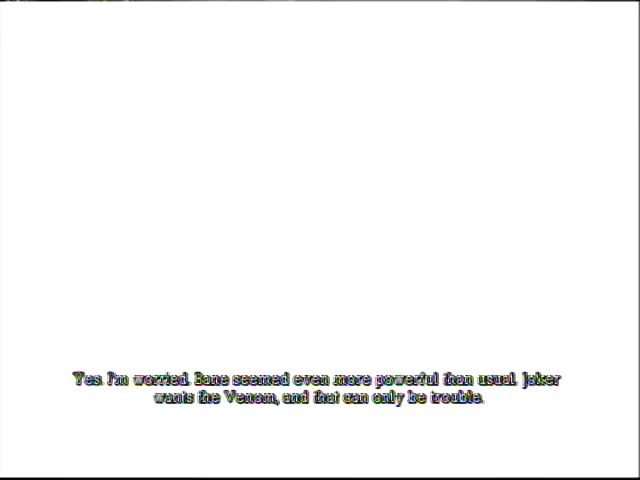 Yes. I'm worried. Bane seemed even more powerful than usual. Joker
wants the Venom, and that can only be trouble.